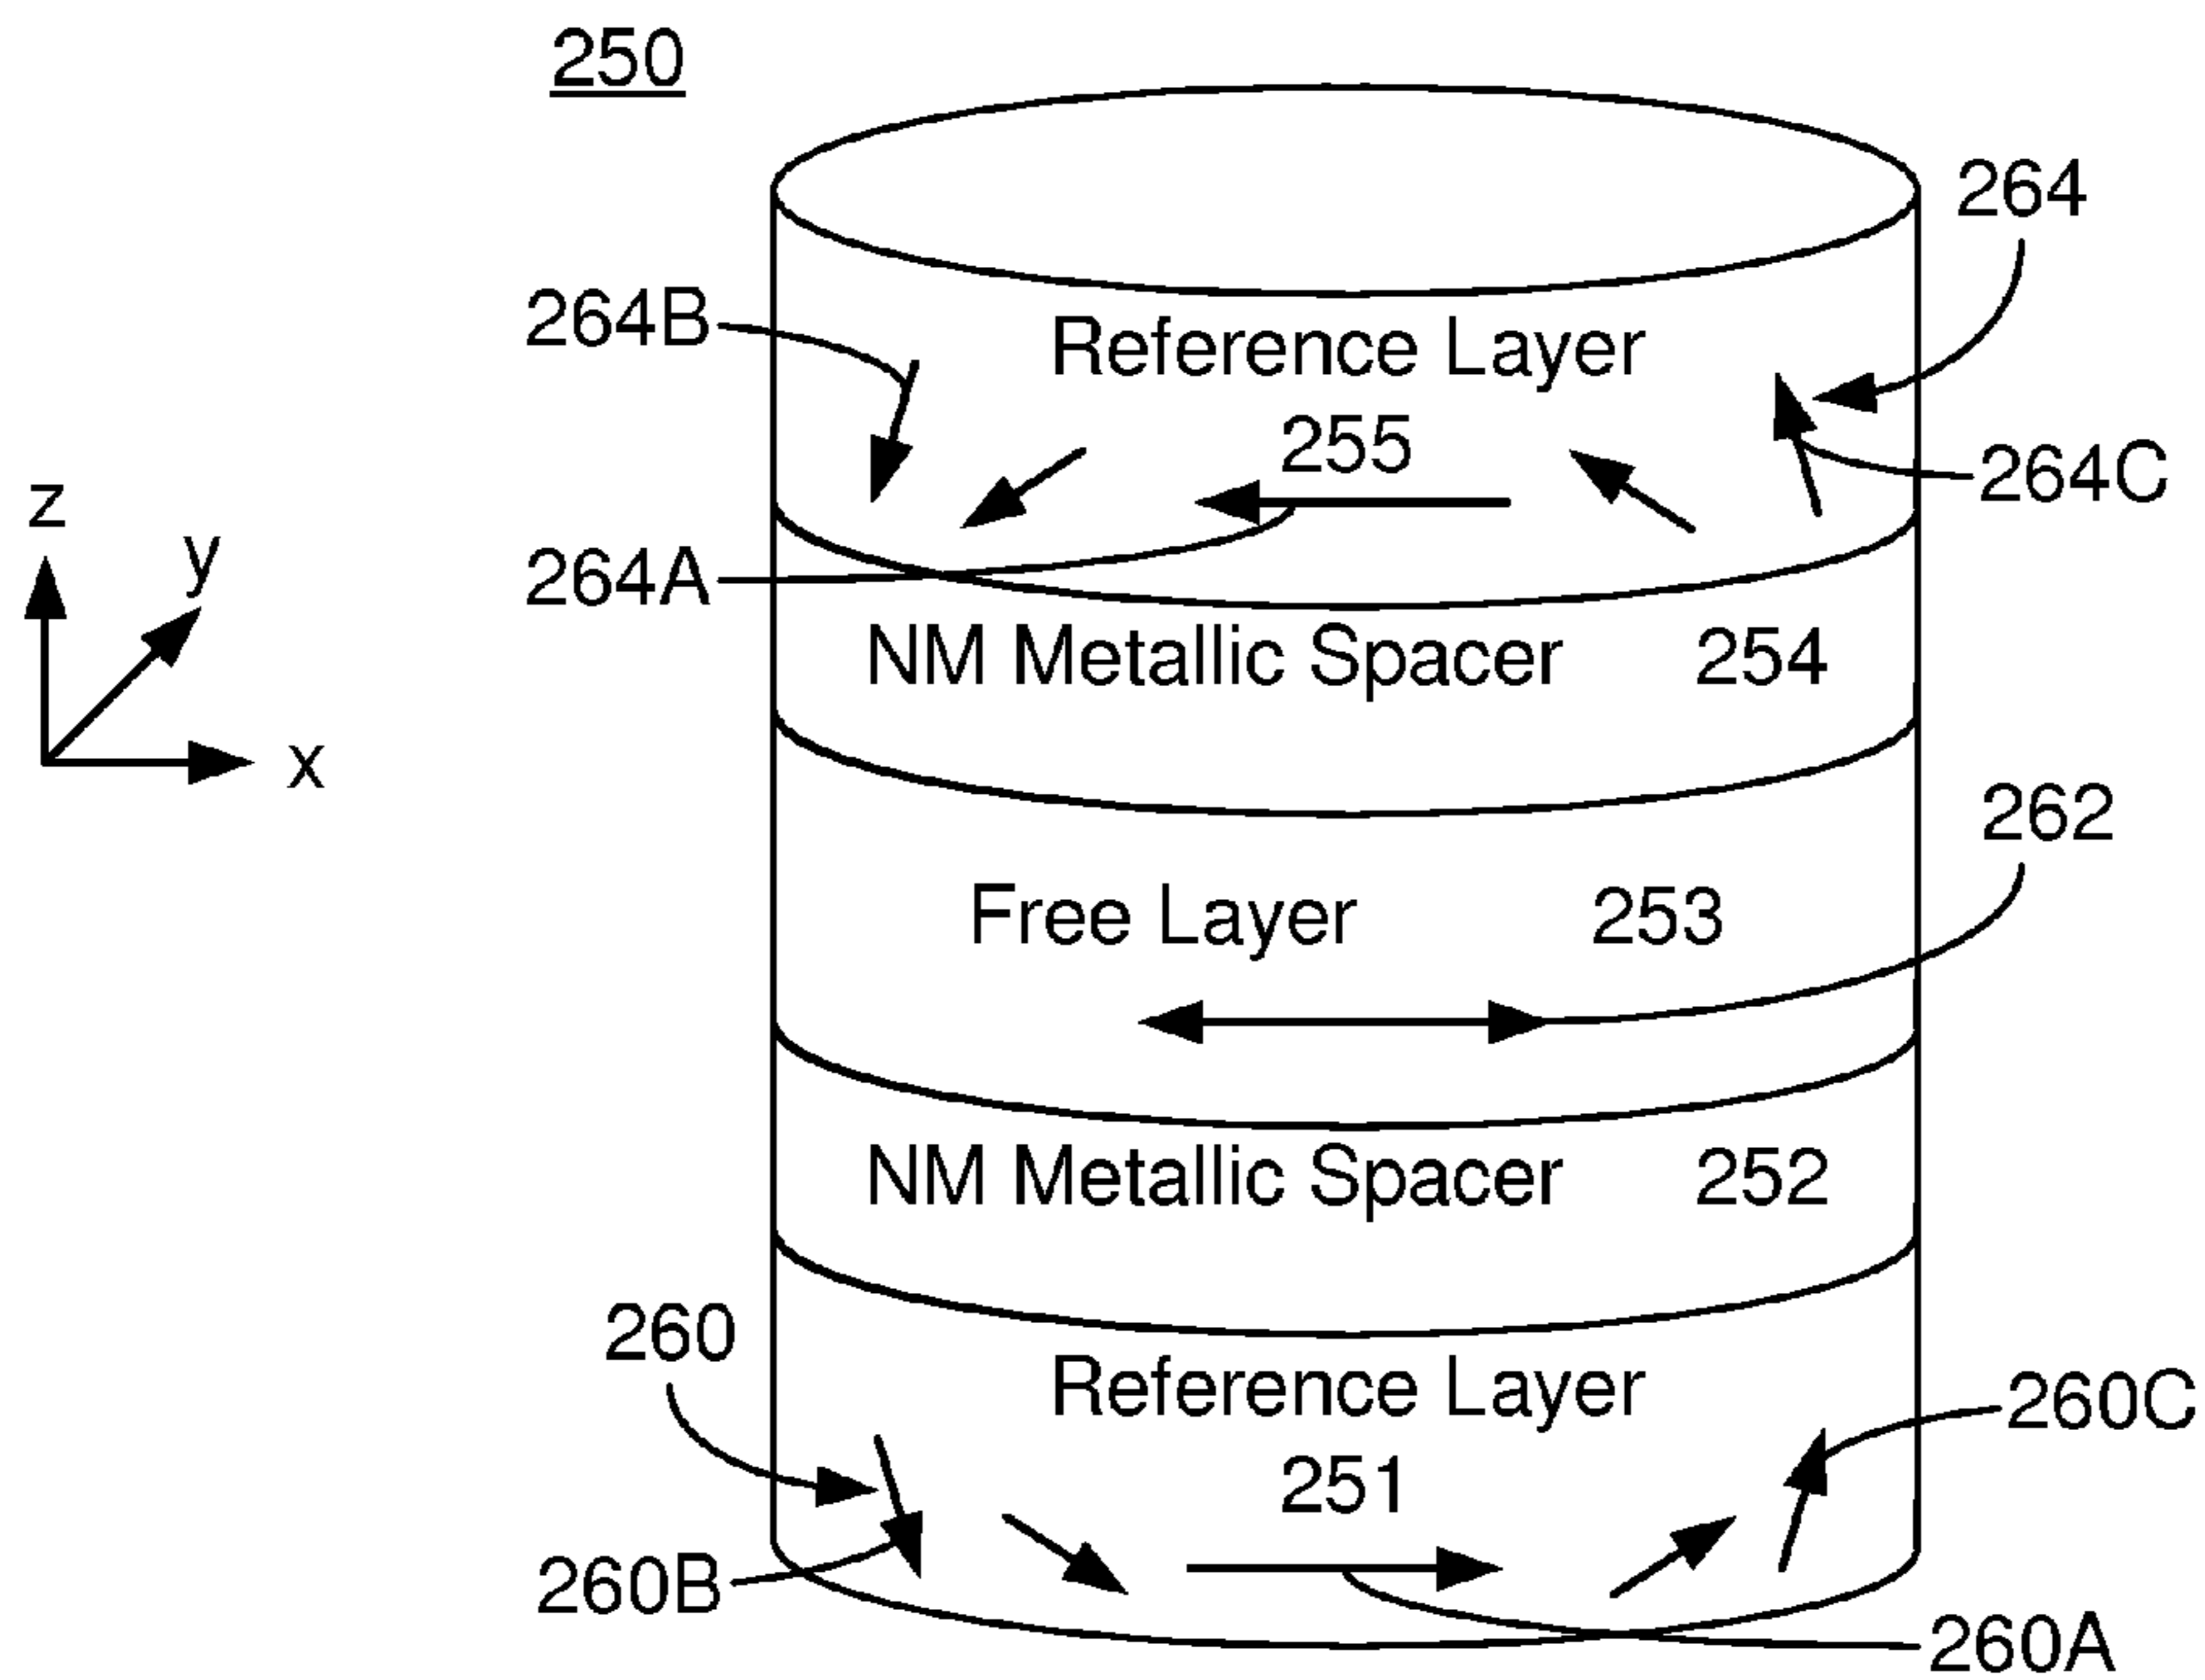 250
264
264B
Reference Layer
255
264C
z
y
264A
NM Metallic Spacer 254
x
262
Free Layer 253
NM Metallic Spacer 252
260
Reference Layer
260C
251
260B
260A